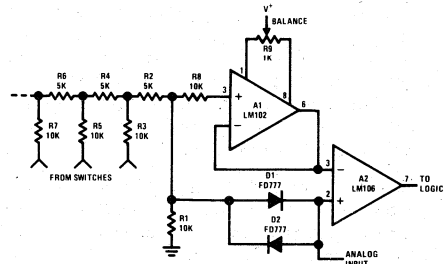 V+
BALANCE
R9
1K
R6
5K
R4
5K
R2
5K
R8
10K
1
8
3
+
A1
LM102
6
−
R7
10K
R5
10K
R3
10K
FROM SWITCHES
D1
FD777
D2
FD777
R1
10K
3
−
A2
LM106
2
+
7
TO
LOGIC
ANALOG
INPUT